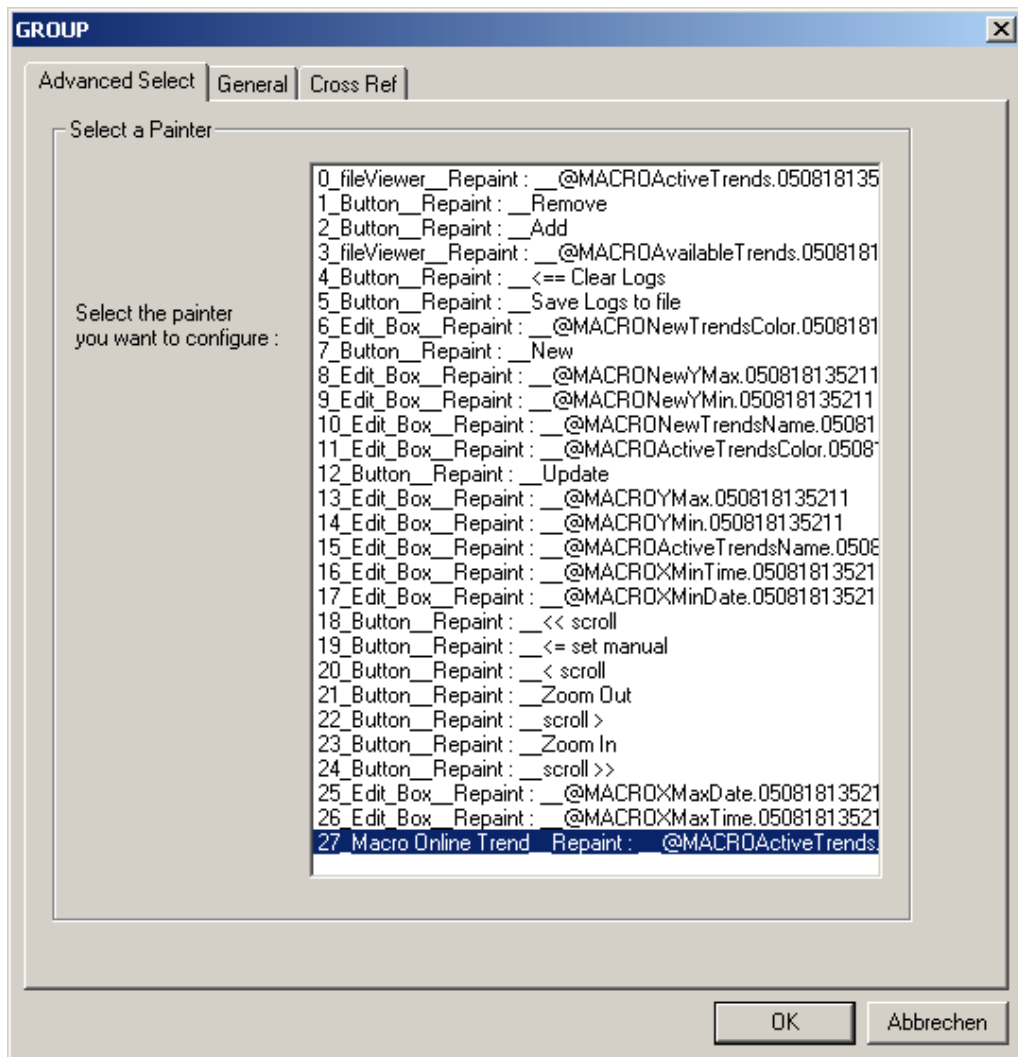 GROUP
Advanced Select General Cross Ref
Select a Painter
0_fileViewer__Repaint : __@MACROActiveTrends.050818135
1_Button__Repaint : __Remove
2_Button__Repaint : __Add
3_fileViewer__Repaint : __@MACROAvailableTrends.0508181
4_Button__Repaint : __<== Clear Logs
5_Button__Repaint : __Save Logs to file
6_Edit_Box__Repaint : __@MACRONewTrendsColor.0508181
7_Button__Repaint : __New
8_Edit_Box__Repaint : __@MACRONewYMax.050818135211
9_Edit_Box__Repaint : __@MACRONewYMin.050818135211
10_Edit_Box__Repaint : __@MACRONewTrendsName.05081
11_Edit_Box__Repaint : __@MACROActiveTrendsColor.0508
12_Button__Repaint : __Update
13_Edit_Box__Repaint : __@MACROYMax.050818135211
14_Edit_Box__Repaint : __@MACROYMin.050818135211
15_Edit_Box__Repaint : __@MACROActiveTrendsName.0508
16_Edit_Box__Repaint : __@MACROXMinTime.05081813521
17_Edit_Box__Repaint : __@MACROXMinDate.05081813521
18_Button__Repaint : __<< scroll
19_Button__Repaint : __<= set manual
20_Button__Repaint : __< scroll
21_Button__Repaint : __Zoom Out
22_Button__Repaint : __scroll >
23_Button__Repaint : __Zoom In
24_Button__Repaint : __scroll >>
25_Edit_Box__Repaint : __@MACROXMaxDate.05081813521
26_Edit_Box__Repaint : __@MACROXMaxTime.05081813521
27_Macro Online Trend__Repaint : __@MACROActiveTrends.
Select the painter
you want to configure :
OK Abbrechen